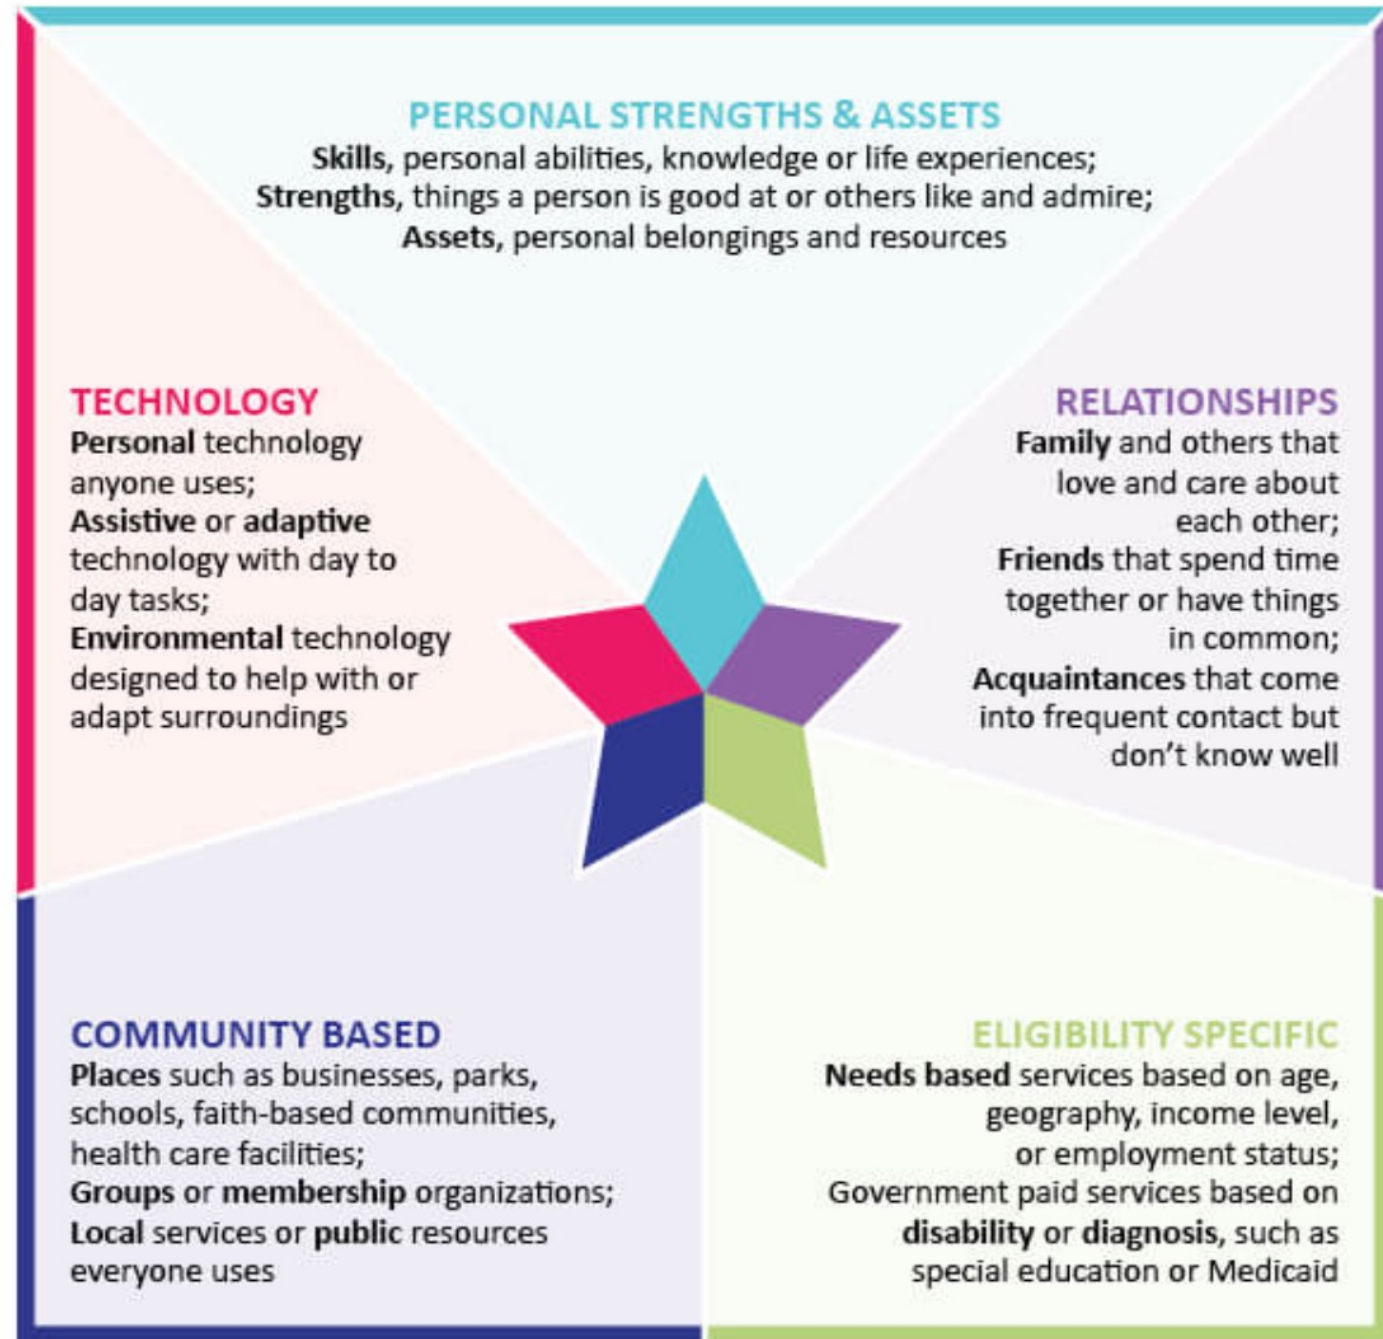 PERSONAL STRENGTHS & ASSETS
Skills, personal abilities, knowledge or life experiences;
Strengths, things a person is good at or others like and admire;
Assets, personal belongings and resources
TECHNOLOGY
Personal technology
anyone uses;
Assistive or adaptive
technology with day to
day tasks;
Environmental technology
designed to help with or
adapt surroundings
RELATIONSHIPS
Family and others that
love and care about
each other;
Friends that spend time
together or have things
in common;
Acquaintances that come
into frequent contact but
don't know well
COMMUNITY BASED
Places such as businesses, parks,
schools, faith-based communities,
health care facilities;
Groups or membership organizations;
Local services or public resources
everyone uses
ELIGIBILITY SPECIFIC
Needs based services based on age,
geography, income level,
or employment status;
Government paid services based on
disability or diagnosis, such as
special education or Medicaid